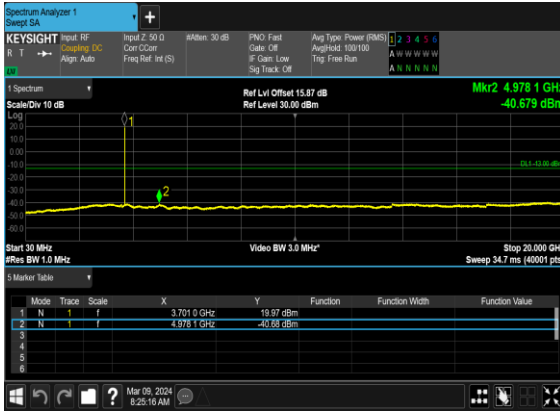 Spectrum Analyzer 1
Swept SA
+
KEYSIGHT
R T
LXI
Input: RF
Coupling: DC
Align: Auto
Input Z: 50 Ω
Corr CCorr
Freq Ref: Int (S)
#Atten: 30 dB
PNO: Fast
Gate: Off
IF Gain: Low
Sig Track: Off
Avg Type: Power (RMS)
Avg|Hold: 100/100
Trig: Free Run
1 2 3 4 5 6
A W W W W W
A N N N N N
1 Spectrum
Scale/Div 10 dB
Ref Lvl Offset 15.87 dB
Ref Level 30.00 dBm
Mkr2 4.978 1 GHz
-40.679 dBm
Log
20.0
10.0
0.00
-10.0
-20.0
-30.0
-40.0
-50.0
-60.0
1
2
DL1 -13.00 dBm
Start 30 MHz
#Res BW 1.0 MHz
Video BW 3.0 MHz*
Stop 20.000 GH
Sweep 34.7 ms (40001 pts
5 Marker Table
Mode Trace Scale X Y Function Function Width Function Value
1 N 1 f 3.701 0 GHz 19.97 dBm
2 N 1 f 4.978 1 GHz -40.68 dBm
3
4
5
6
?
Mar 09, 2024
8:25:16 AM